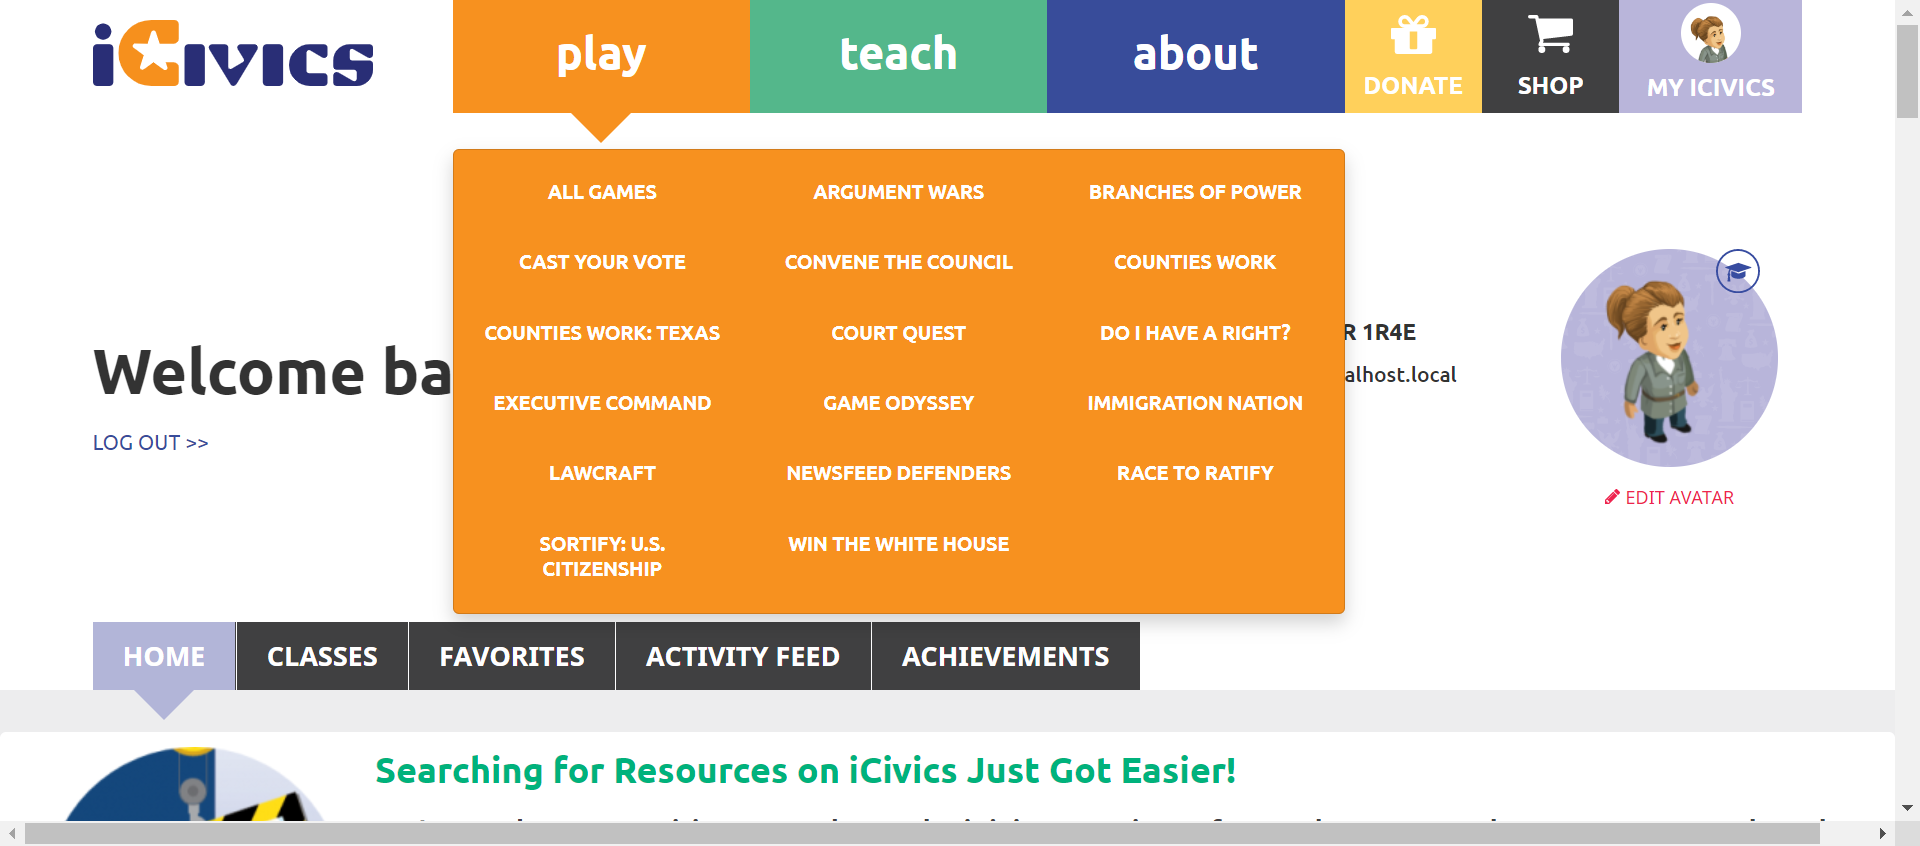 iCivics
play
teach
about
DONATE
SHOP
MY ICIVICS
ALL GAMES
ARGUMENT WARS
BRANCHES OF POWER
CAST YOUR VOTE
CONVENE THE COUNCIL
COUNTIES WORK
COUNTIES WORK: TEXAS
COURT QUEST
DO I HAVE A RIGHT?
EXECUTIVE COMMAND
GAME ODYSSEY
IMMIGRATION NATION
LAWCRAFT
NEWSFEED DEFENDERS
RACE TO RATIFY
SORTIFY: U.S.
CITIZENSHIP
WIN THE WHITE HOUSE
Welcome ba
R 1R4E
alhost.local
LOG OUT >>
EDIT AVATAR
HOME
CLASSES
FAVORITES
ACTIVITY FEED
ACHIEVEMENTS
Searching for Resources on iCivics Just Got Easier!